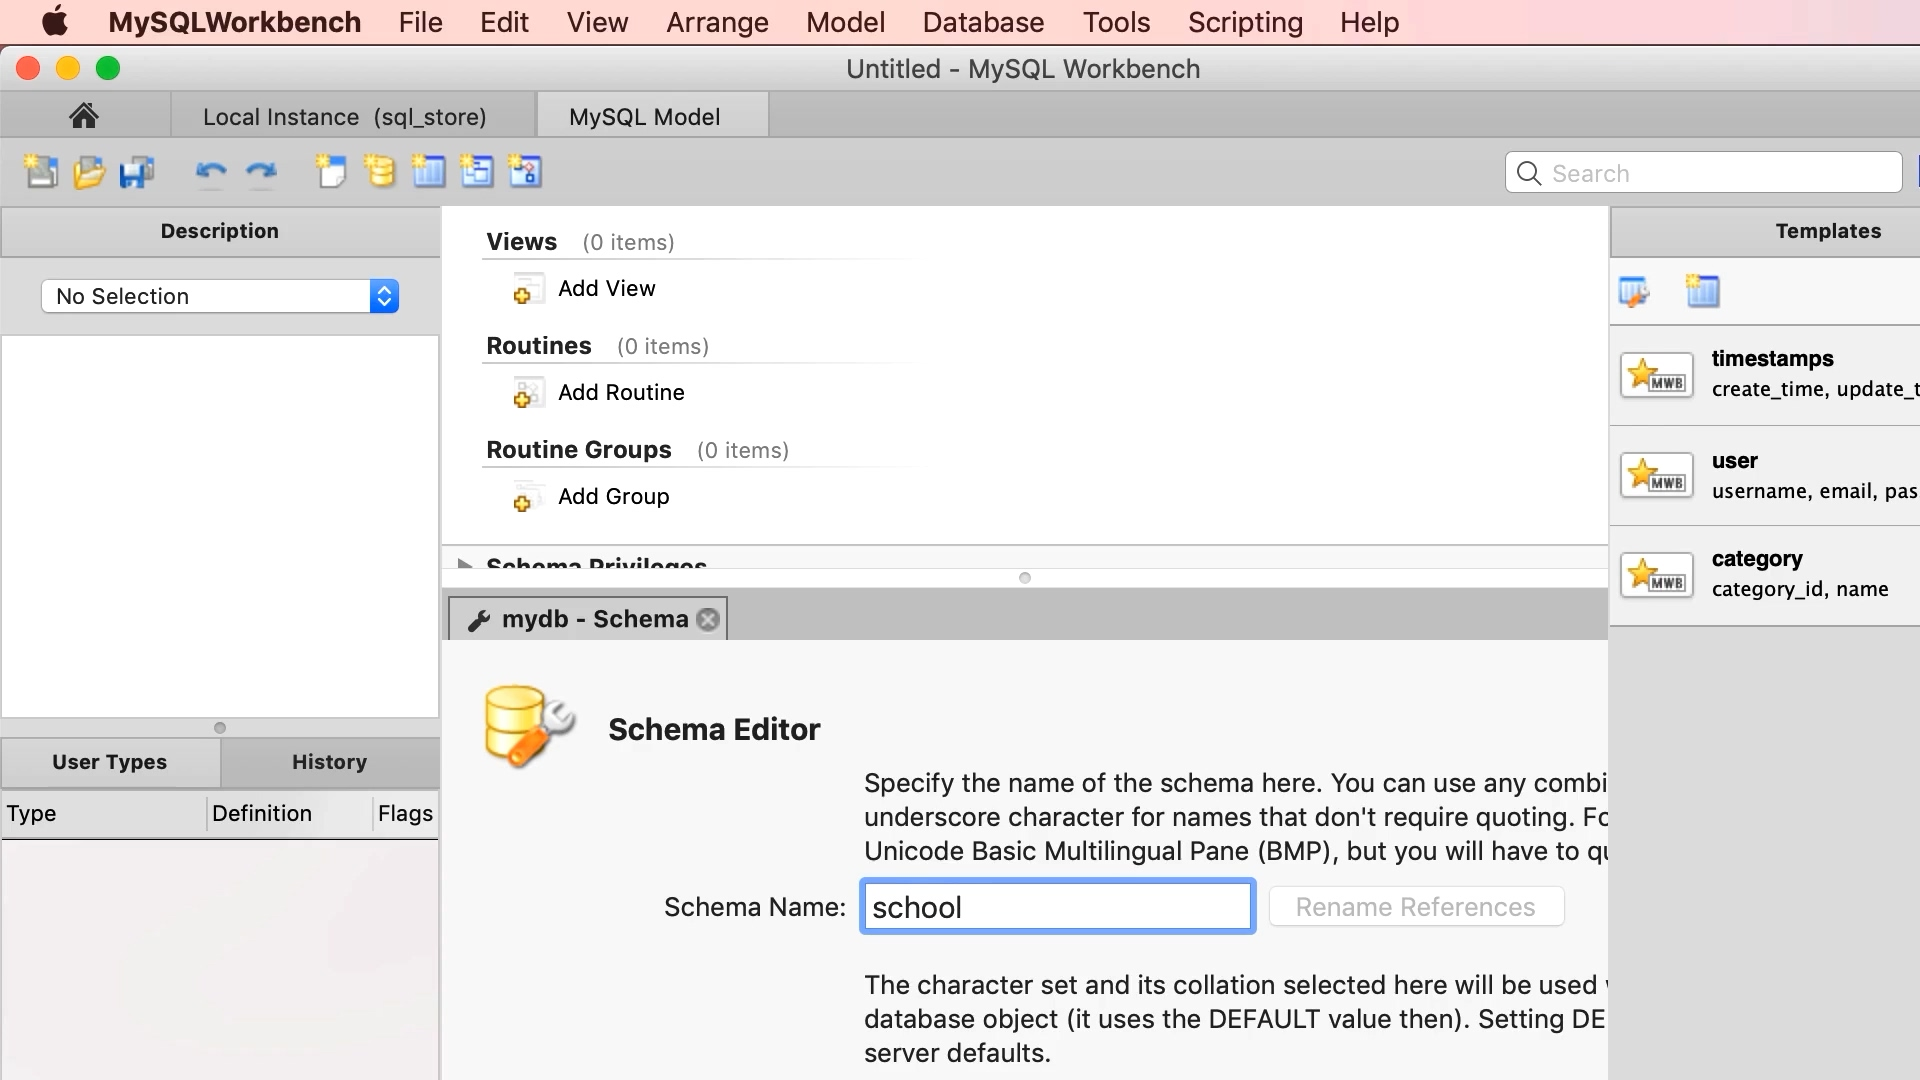 MySQLWorkbench File Edit View Arrange Model Database Tools Scripting Help
Untitled - MySQL Workbench
Local Instance (sql_store) MySQL Model
Search
Description
No Selection
Views (0 items)
Add View
Routines (0 items)
Add Routine
Routine Groups (0 items)
Add Group
Schema Privileges
Templates
MWB
timestamps
create_time, update_t
MWB
user
username, email, pas
MWB
category
category_id, name
User Types History
Type Definition Flags
mydb - Schema
Schema Editor
Specify the name of the schema here. You can use any combi
underscore character for names that don't require quoting. Fo
Unicode Basic Multilingual Pane (BMP), but you will have to qu
Schema Name: school Rename References
The character set and its collation selected here will be used
database object (it uses the DEFAULT value then). Setting DE
server defaults.